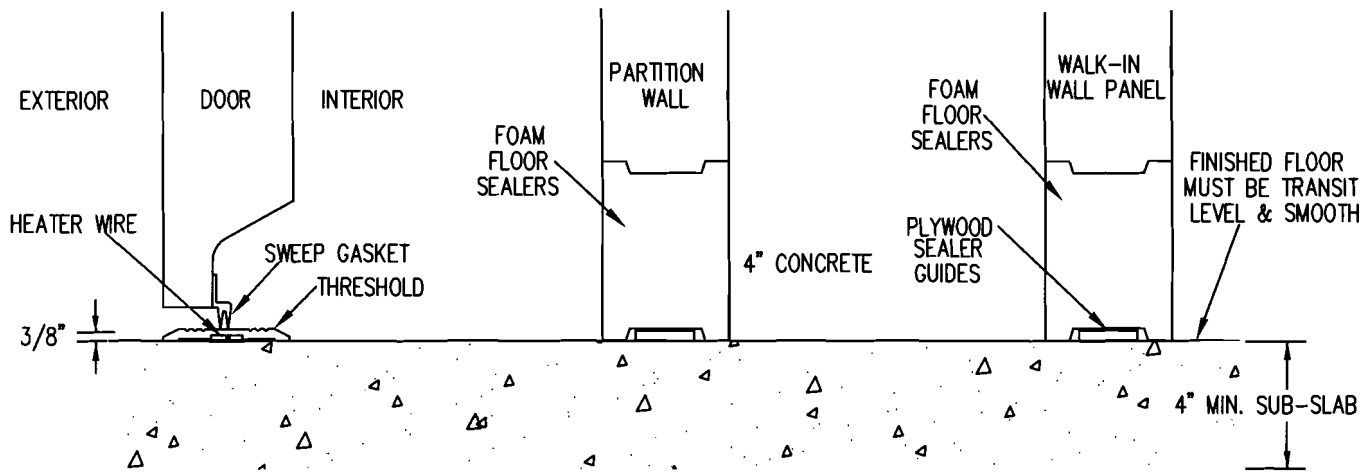 EXTERIOR
DOOR
INTERIOR
PARTITION
WALL
FOAM
FLOOR
SEALERS
FOAM
FLOOR
SEALERS
WALK-IN
WALL PANEL
FINISHED FLOOR
MUST BE TRANSIT
LEVEL & SMOOTH
HEATER WIRE
SWEEP GASKET
THRESHOLD
4" CONCRETE
PLYWOOD
SEALER
GUIDES
3/8"
4" MIN. SUB-SLAB